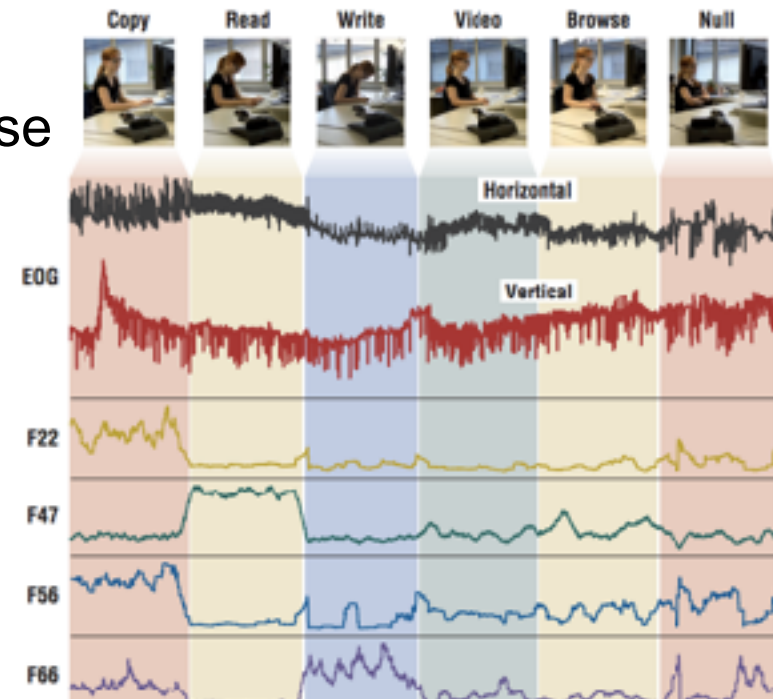 Copy Read Write Video Browse Null
se
Horizontal
EOG
Vertical
F22
F47
F56
F66